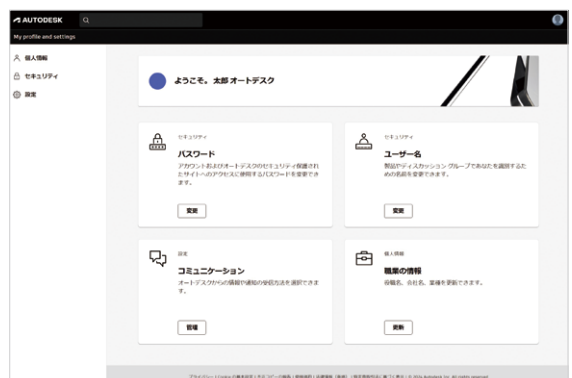 AUTODESK
My profile and settings
個人情報
セキュリティ
設定
ようこそ。太郎 オートデスク
セキュリティ
パスワード
アカウントおよびオートデスクのセキュリティ保護され
たサイトへのアクセスに使用するパスワードを変更でき
ます。
変更
セキュリティ
ユーザー名
製品やディスカッション グループであなたを識別するた
めの名前を変更できます。
変更
設定
コミュニケーション
オートデスクからの情報や通知の受信方法を選択できま
す。
管理
個人情報
職業の情報
役職名、会社名、業種を更新できます。
更新